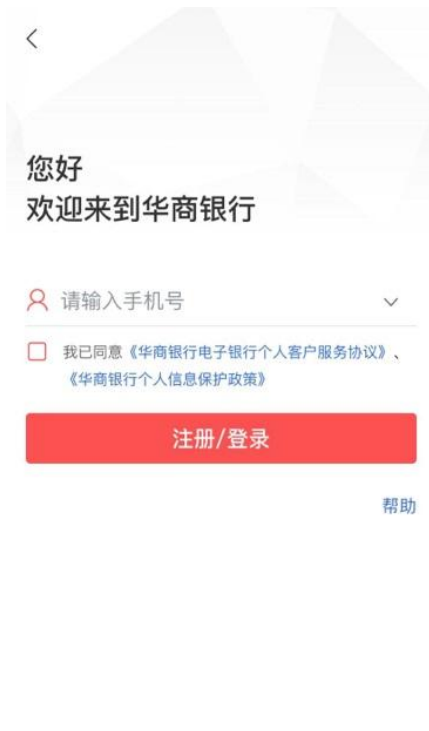 您好
欢迎来到华商银行
请输入手机号
我已同意《华商银行电子银行个人客户服务协议》、
《华商银行个人信息保护政策》
注册/登录
帮助